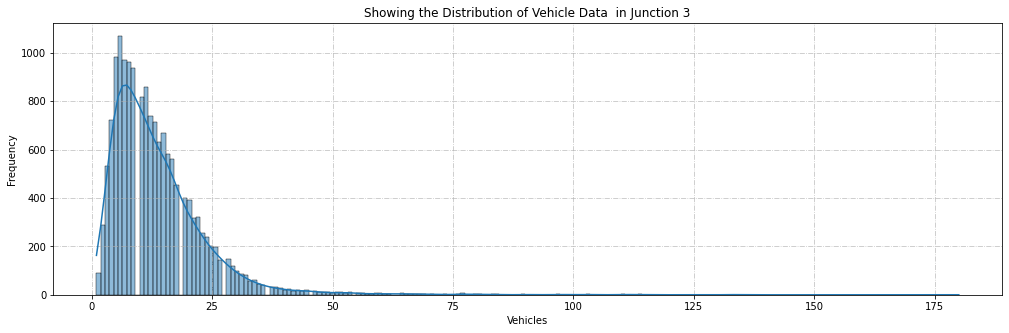 Showing the Distribution of Vehicle Data  in Junction 3
1000
800
600
400
200
0
Frequency
0 25 50 75 100 125 150 175
Vehicles